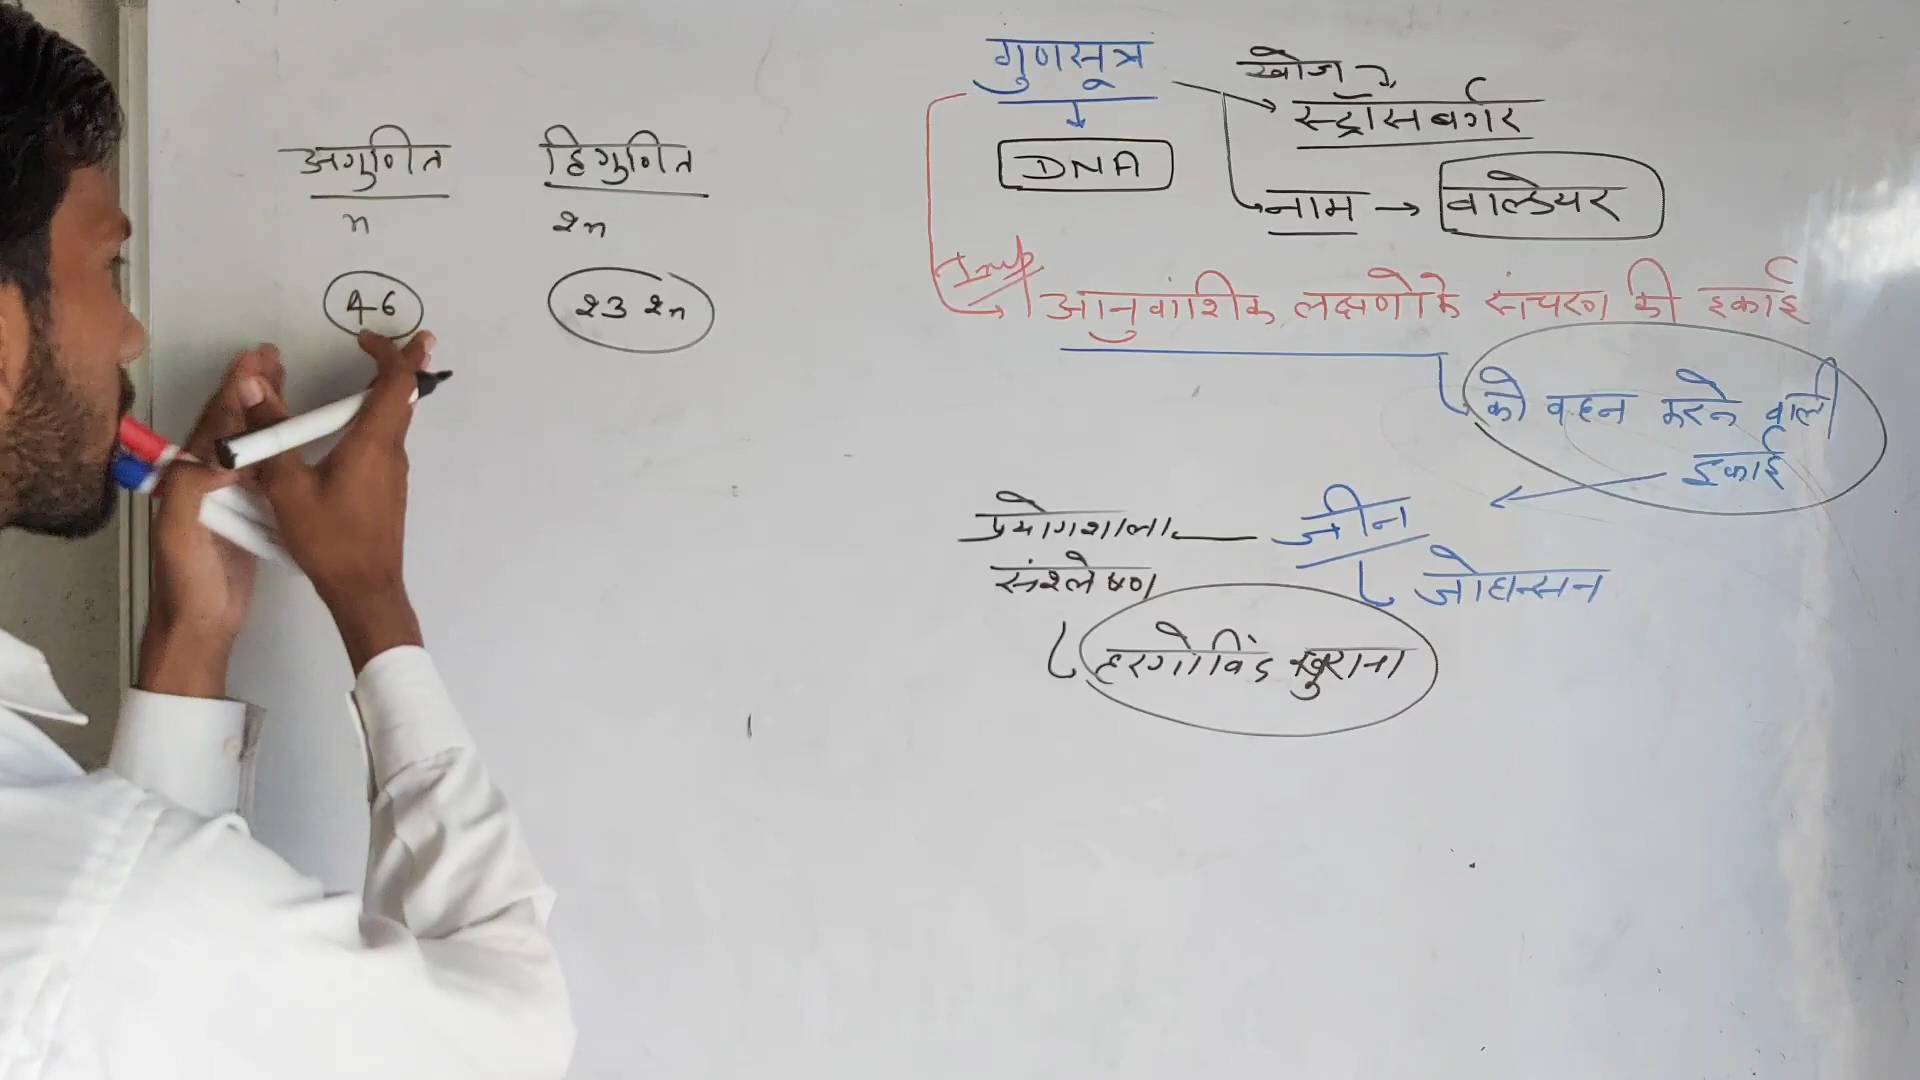 गुणसूत्र
खोज
स्ट्रॉसबर्गर
DNA
नाम → वाल्डेयर
Imp
आनुवांशिक लक्षणो के संचरण की इकाई
को वहन करने वाली
इकाई
जीन
जोहान्सन
प्रयोगशाला
संश्लेषण
हरगोविंड खुराना
अगुणित द्विगुणित
n 2n
46 23 2n